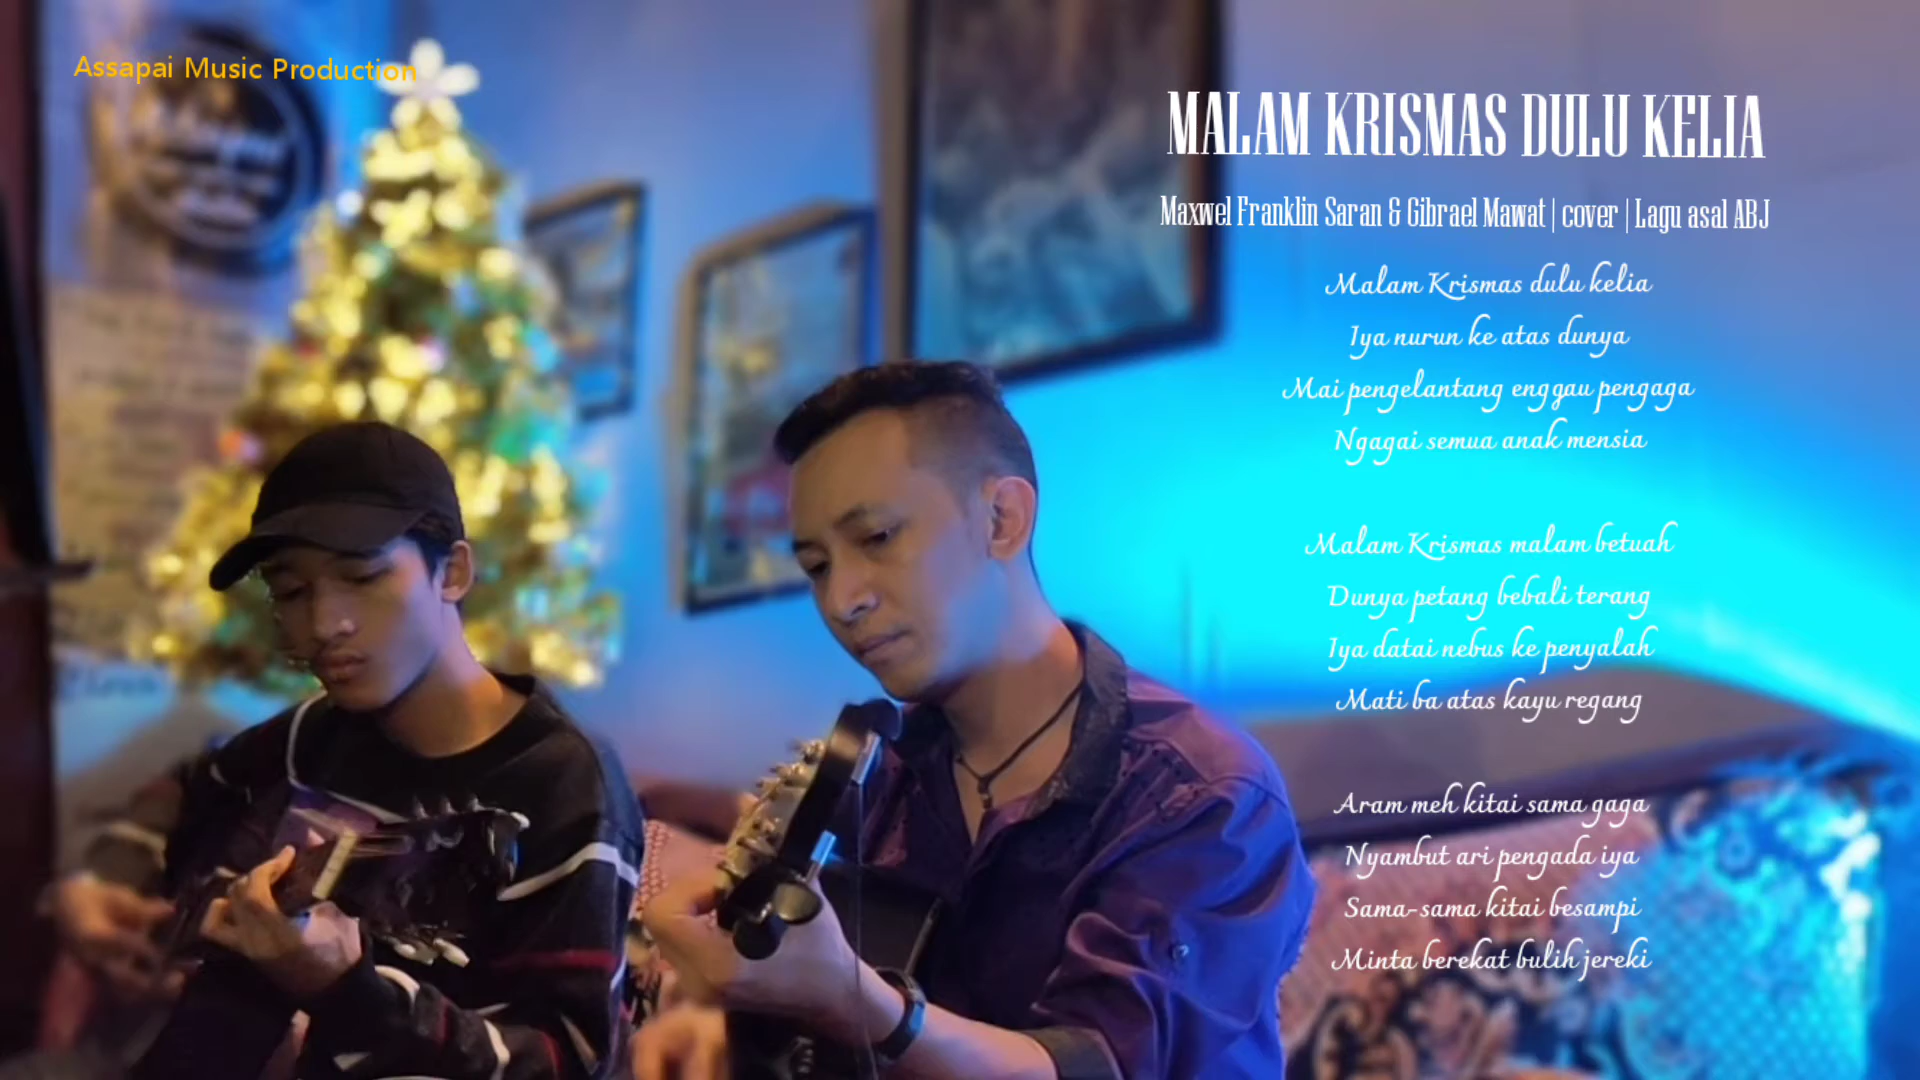 Assapai Music Production
MALAM KRISMAS DULU KELIA
Maxwel Franklin Saran & Gibrael Mawat | cover | Lagu asal ABJ
Malam Krismas dulu kelia
Iya nurun ke atas dunya
Mai pengelantang enggau pengaga
Ngagai semua anak mensia
Malam Krismas malam betuah
Dunya petang bebali terang
Iya datai nebus ke penyalah
Mati ba atas kayu regang
Aram meh kitai sama gaga
Nyambut ari pengada iya
Sama-sama kitai besampi
Minta berekat bulih jereki